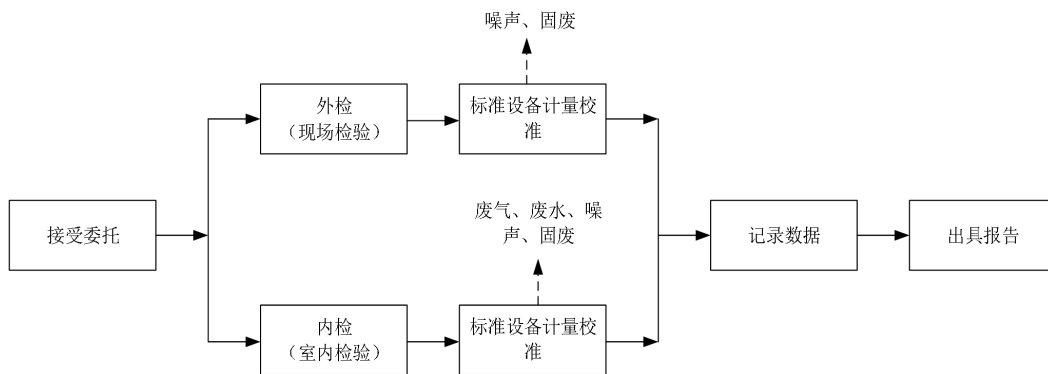 噪声、固废
外检
（现场检验）
标准设备计量校
准
接受委托
废气、废水、噪
声、固废
记录数据
出具报告
内检
（室内检验）
标准设备计量校
准